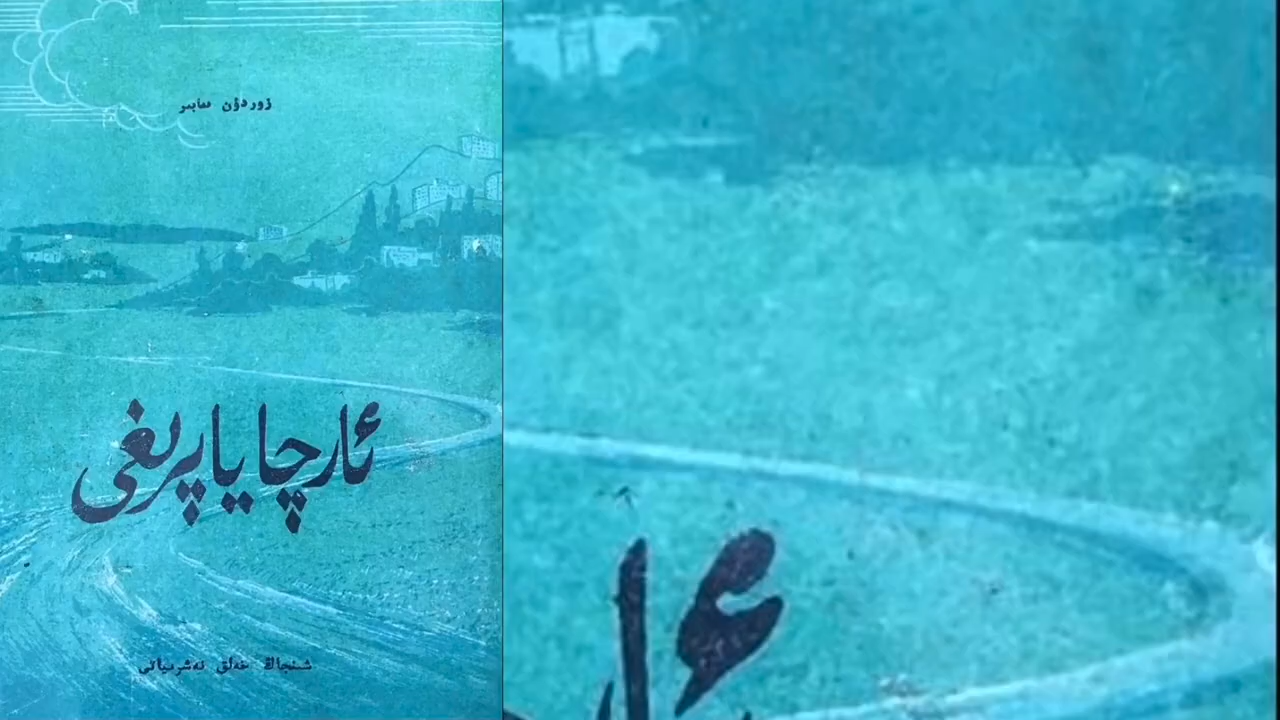 زوردۇن سابىر
ئارچا ياپرىغى
شىنجاڭ خەلق نەشرىياتى